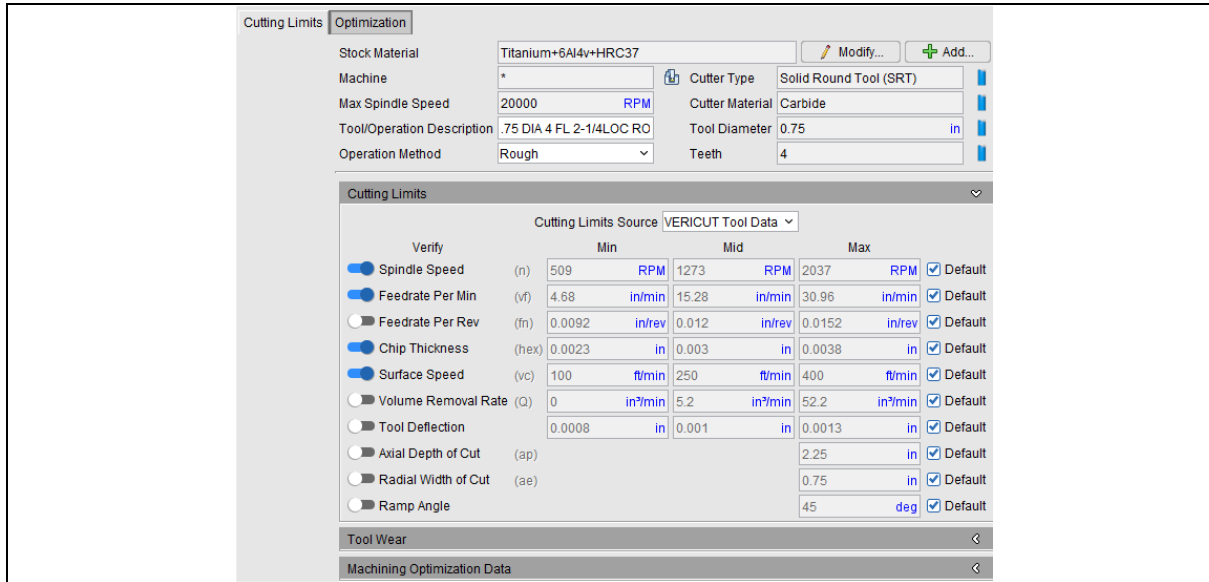 Cutting Limits Optimization
Stock Material Titanium+6Al4v+HRC37 Modify... Add...
Machine * Cutter Type Solid Round Tool (SRT)
Max Spindle Speed 20000 RPM Cutter Material Carbide
Tool/Operation Description .75 DIA 4 FL 2-1/4LOC RO Tool Diameter 0.75 in
Operation Method Rough Teeth 4
Cutting Limits
Cutting Limits Source VERICUT Tool Data
Verify Min Mid Max
Spindle Speed (n) 509 RPM 1273 RPM 2037 RPM Default
Feedrate Per Min (vf) 4.68 in/min 15.28 in/min 30.96 in/min Default
Feedrate Per Rev (fn) 0.0092 in/rev 0.012 in/rev 0.0152 in/rev Default
Chip Thickness (hex) 0.0023 in 0.003 in 0.0038 in Default
Surface Speed (vc) 100 ft/min 250 ft/min 400 ft/min Default
Volume Removal Rate (Q) 0 in³/min 5.2 in³/min 52.2 in³/min Default
Tool Deflection 0.0008 in 0.001 in 0.0013 in Default
Axial Depth of Cut (ap) 2.25 in Default
Radial Width of Cut (ae) 0.75 in Default
Ramp Angle 45 deg Default
Tool Wear
Machining Optimization Data